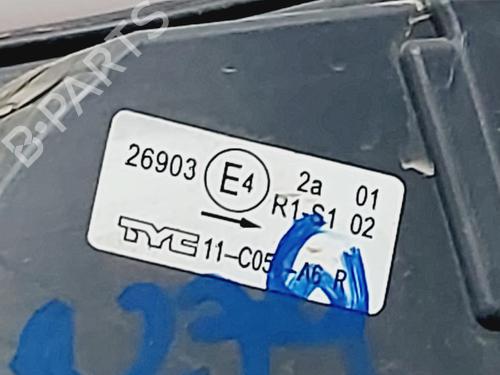 B-PARTS
26903 E4 2a 01
R1-S1 02
TYC 11-C05 -A6 R